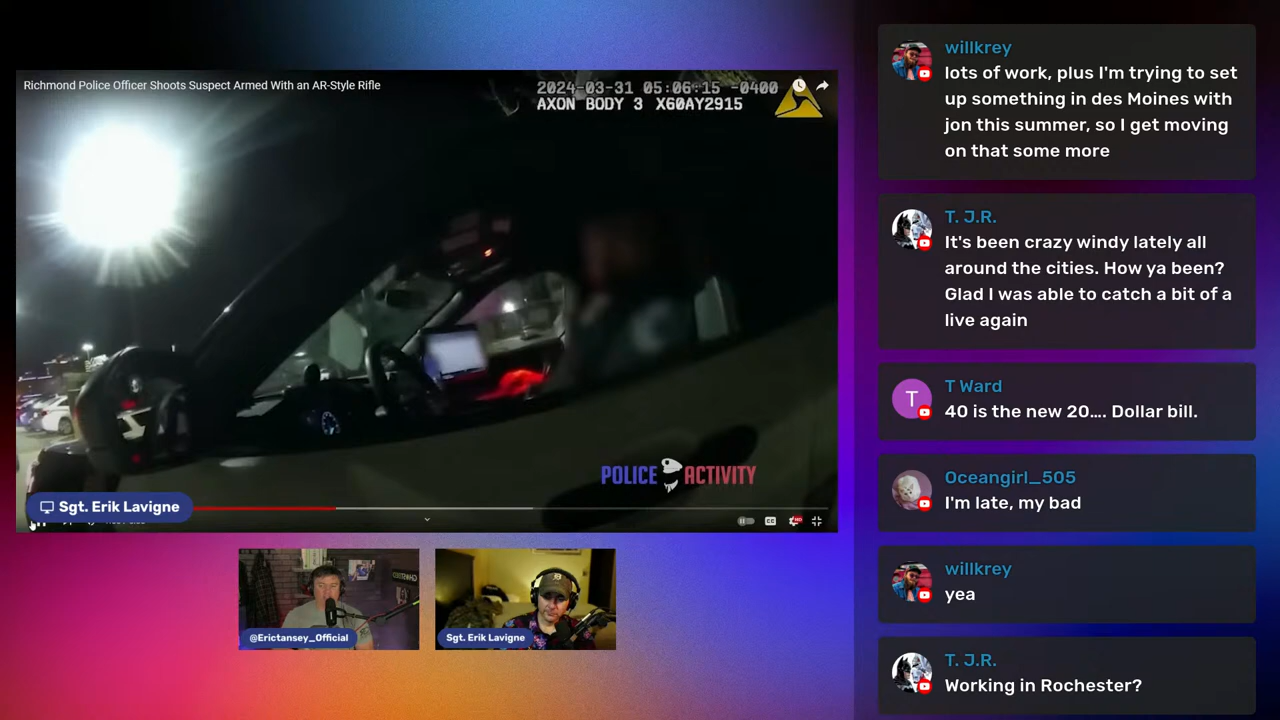 Richmond Police Officer Shoots Suspect Armed With an AR-Style Rifle
2024-03-31 05:06:15 -0400
AXON BODY 3 X60AY2915
POLICE ACTIVITY
Sgt. Erik Lavigne
CC
HD
@Erictansey_Official
Sgt. Erik Lavigne
willkrey
lots of work, plus I'm trying to set
up something in des Moines with
jon this summer, so I get moving
on that some more
T. J.R.
It's been crazy windy lately all
around the cities. How ya been?
Glad I was able to catch a bit of a
live again
T
T Ward
40 is the new 20.... Dollar bill.
Oceangirl_505
I'm late, my bad
willkrey
yea
T. J.R.
Working in Rochester?